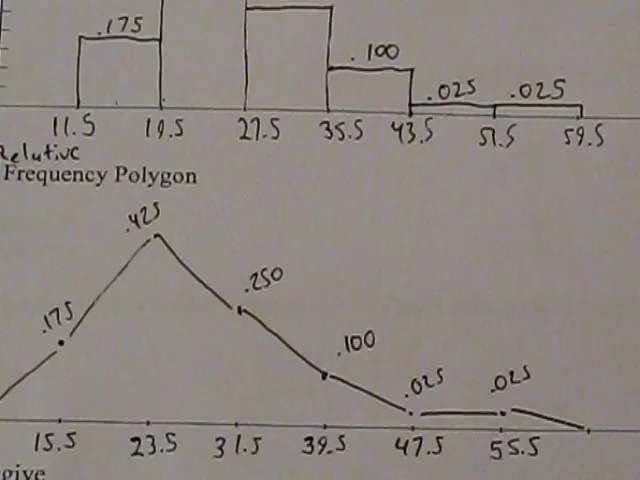 .175
.100
.025 .025
11.5 19.5 27.5 35.5 43.5 51.5 59.5
Relative
Frequency Polygon
.425
.250
.175
.100
.025 .025
15.5 23.5 31.5 39.5 47.5 55.5